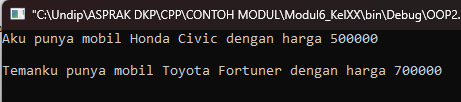 "C:\Undip\ASPRAK DKP\CPP\CONTOH MODUL\Modul6_KelXX\bin\Debug\OOP2.
Aku punya mobil Honda Civic dengan harga 500000
Temanku punya mobil Toyota Fortuner dengan harga 700000